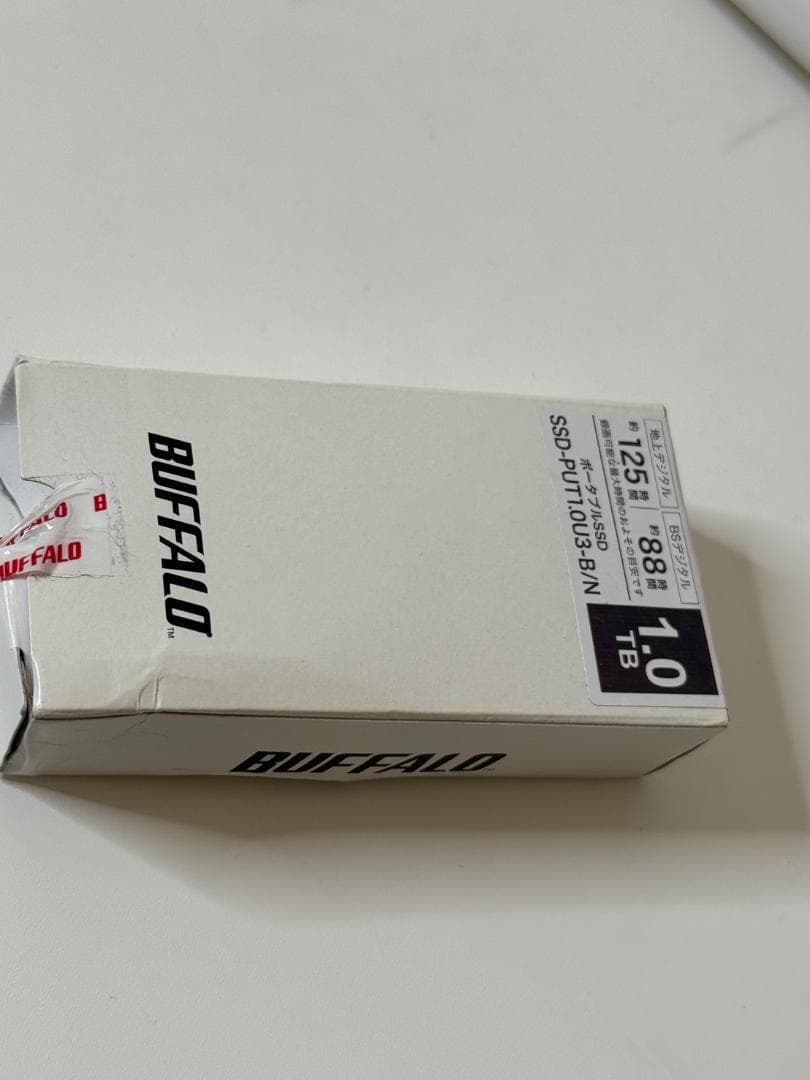 BUFFALO™
地上デジタル BSデジタル
約125時間 約88時間
録画可能な最大時間のおよその目安です
ポータブルSSD
SSD-PUT1.0U3-B/N
1.0
TB
BUFFALO
B
BUFFALO